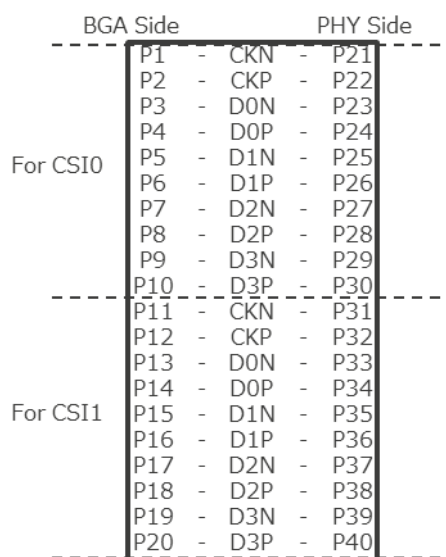 BGA Side PHY Side
P1 - CKN - P21
P2 - CKP - P22
P3 - D0N - P23
P4 - D0P - P24
For CSI0
P5 - D1N - P25
P6 - D1P - P26
P7 - D2N - P27
P8 - D2P - P28
P9 - D3N - P29
P10 - D3P - P30
P11 - CKN - P31
P12 - CKP - P32
P13 - D0N - P33
P14 - D0P - P34
For CSI1
P15 - D1N - P35
P16 - D1P - P36
P17 - D2N - P37
P18 - D2P - P38
P19 - D3N - P39
P20 - D3P - P40